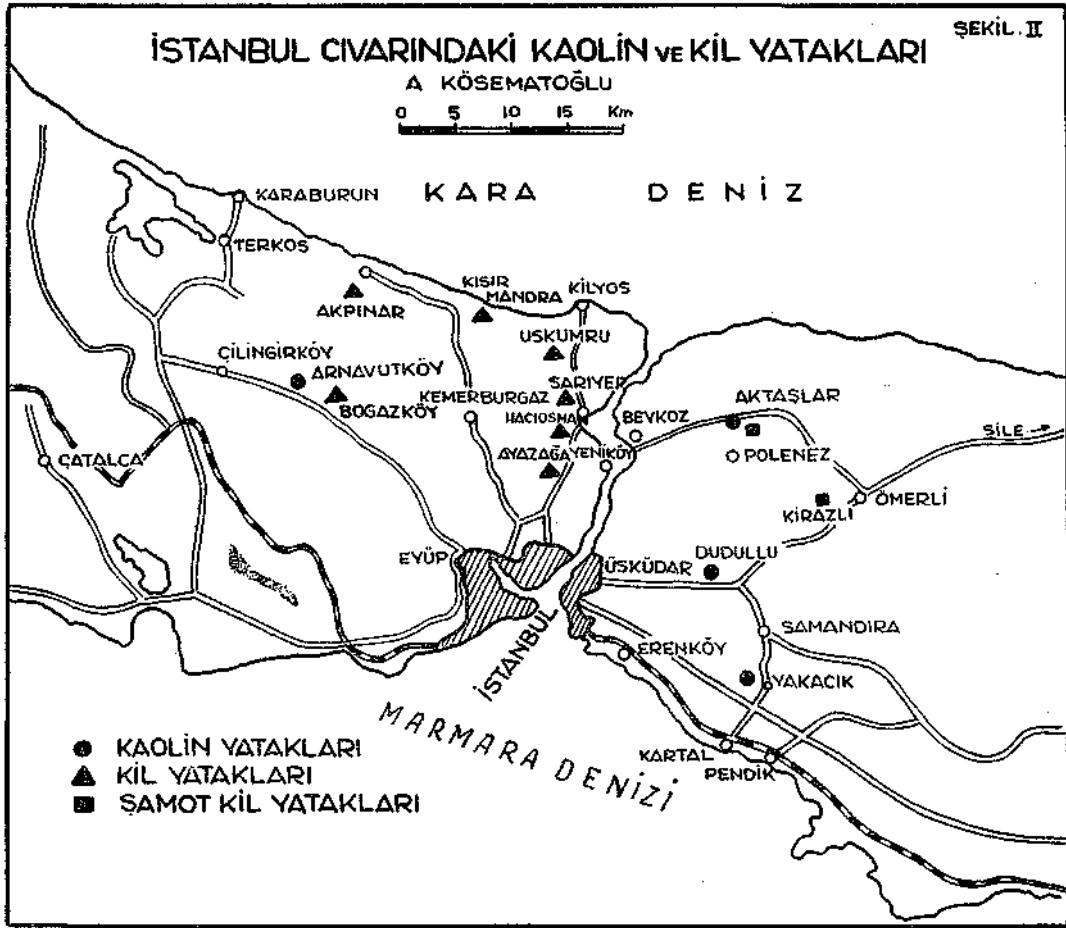 ŞEKİL. II
İSTANBUL CIVARINDAKİ KAOLİN VE KİL YATAKLARI
A KÖSEMATOĞLU
0 5 10 15 Km
KARA DENİZ
KARABURUN
TERKOS
AKPINAR
KISIR
MANDRA
KİLYOS
USKUMRU
ÇİLİNGİRKÖY
ARNAVUTKÖY
BOGAZKÖY
KEMERBURGAZ
SARIYER
HACIOSMA
BEYKOZ
AKTAŞLAR
ŞİLE
ÇATALCA
AYAZAĞA
YENİKÖY
POLENEZ
KİRAZLI
ÖMERLİ
EYÜP
ÜSKÜDAR
DUDULLU
İSTANBUL
ERENKÖY
SAMANDIRA
YAKACIK
MARMARA DENİZİ
KARTAL
PENDİK
KAOLİN YATAKLARI
KİL YATAKLARI
ŞAMOT KİL YATAKLARI